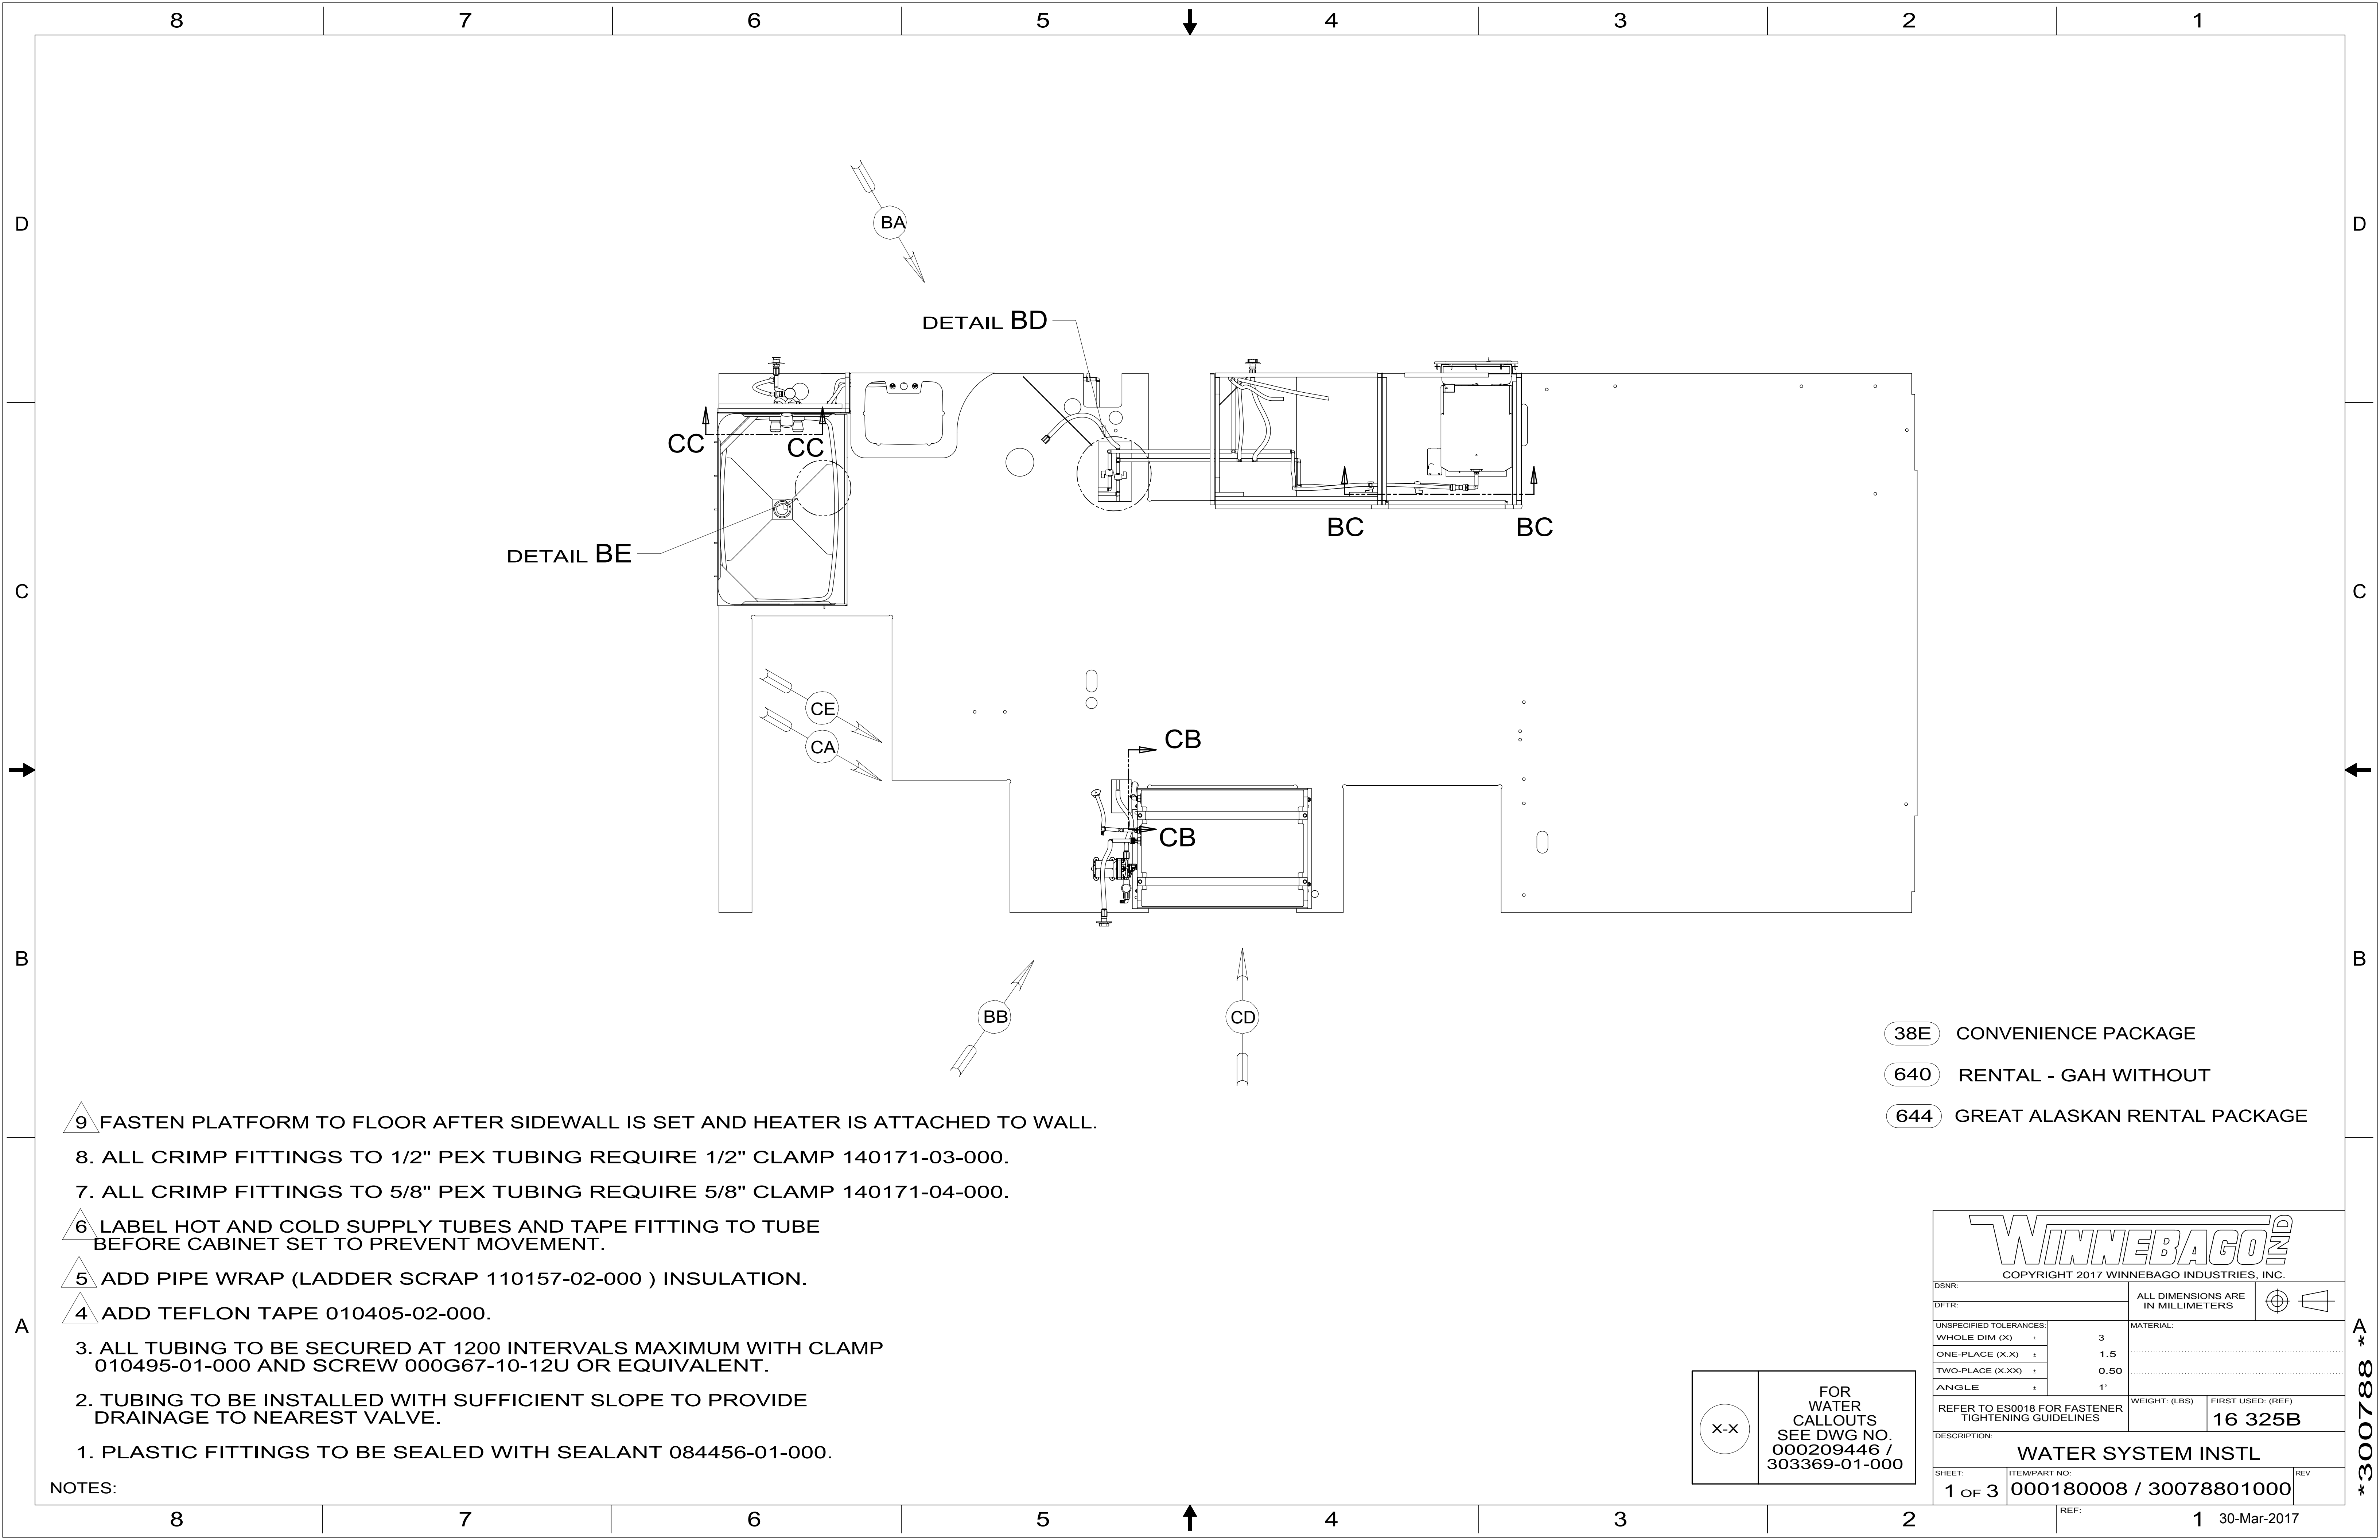 8 7 6 5 4 3 2 1
D D
BA
DETAIL BD
CC CC
BC BC
DETAIL BE
C C
CE
CA
CB
CB
B B
BB
CD
38E CONVENIENCE PACKAGE
640 RENTAL - GAH WITHOUT
644 GREAT ALASKAN RENTAL PACKAGE
9 FASTEN PLATFORM TO FLOOR AFTER SIDEWALL IS SET AND HEATER IS ATTACHED TO WALL.
8. ALL CRIMP FITTINGS TO 1/2" PEX TUBING REQUIRE 1/2" CLAMP 140171-03-000.
7. ALL CRIMP FITTINGS TO 5/8" PEX TUBING REQUIRE 5/8" CLAMP 140171-04-000.
6 LABEL HOT AND COLD SUPPLY TUBES AND TAPE FITTING TO TUBE
BEFORE CABINET SET TO PREVENT MOVEMENT.
5 ADD PIPE WRAP (LADDER SCRAP 110157-02-000 ) INSULATION.
4 ADD TEFLON TAPE 010405-02-000.
3. ALL TUBING TO BE SECURED AT 1200 INTERVALS MAXIMUM WITH CLAMP
010495-01-000 AND SCREW 000G67-10-12U OR EQUIVALENT.
2. TUBING TO BE INSTALLED WITH SUFFICIENT SLOPE TO PROVIDE
DRAINAGE TO NEAREST VALVE.
1. PLASTIC FITTINGS TO BE SEALED WITH SEALANT 084456-01-000.
NOTES:
A A
X-X
FOR
WATER
CALLOUTS
SEE DWG NO.
000209446 /
303369-01-000
WINNEBAGO IND
COPYRIGHT 2017 WINNEBAGO INDUSTRIES, INC.
DSNR:
DFTR:
ALL DIMENSIONS ARE
IN MILLIMETERS
UNSPECIFIED TOLERANCES:
WHOLE DIM (X) ± 3
ONE-PLACE (X.X) ± 1.5
TWO-PLACE (X.XX) ± 0.50
ANGLE ± 1°
MATERIAL:
REFER TO ES0018 FOR FASTENER
TIGHTENING GUIDELINES
WEIGHT: (LBS)
FIRST USED: (REF)
16 325B
DESCRIPTION:
WATER SYSTEM INSTL
SHEET:
1 OF 3
ITEM/PART NO:
000180008 / 30078801000
REV
REF:
*300788 *
8 7 6 5 4 3 2 1
30-Mar-2017